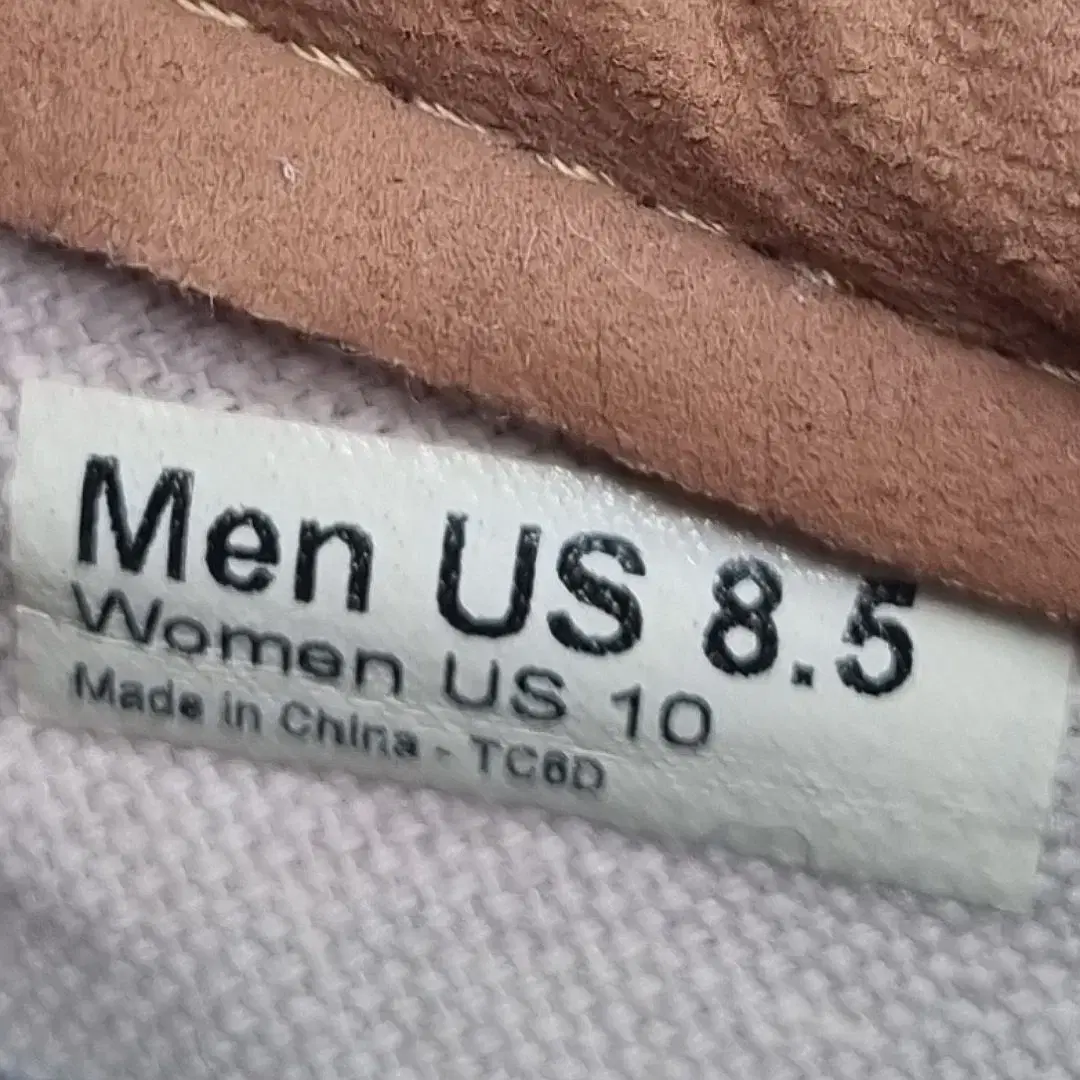 Men US 8.5
Women US 10
Made in China - TC6D